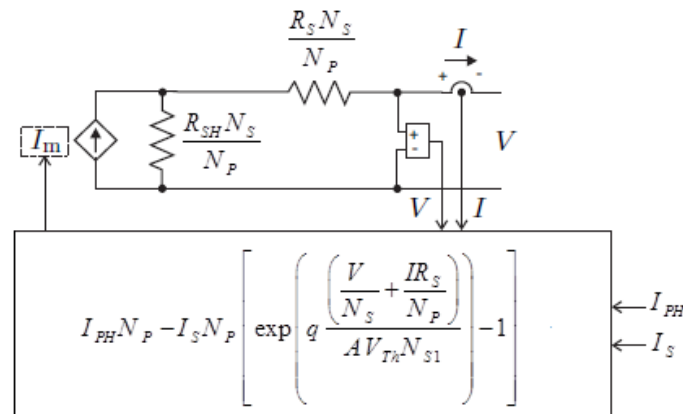 R_S N_S / N_P
I
+ -
I_m
R_SH N_S / N_P
+
-
V
V I
I_PH N_P − I_S N_P [ exp ( q ( V / N_S + I R_S / N_P ) / A V_Th N_S1 ) − 1 ]
I_PH
I_S